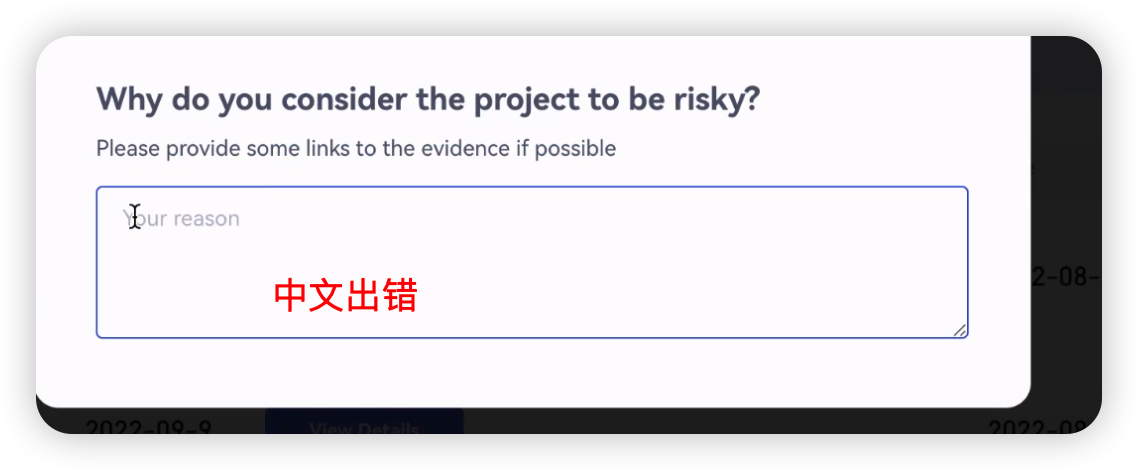 Why do you consider the project to be risky?
Please provide some links to the evidence if possible
Your reason
中文出错
2-08-
2022-09-9
View Details
2022-08